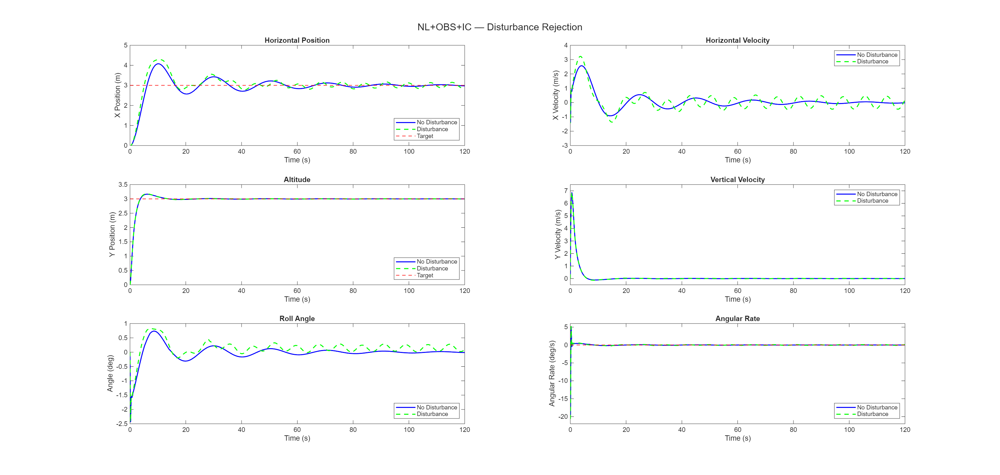 NL+OBS+IC — Disturbance Rejection
Horizontal Position
5
4
3
2
1
0
X Position (m)
No Disturbance
Disturbance
Target
0 20 40 60 80 100 120
Time (s)
Horizontal Velocity
4
3
2
1
0
-1
-2
-3
X Velocity (m/s)
No Disturbance
Disturbance
0 20 40 60 80 100 120
Time (s)
Altitude
3.5
3
2.5
2
1.5
1
0.5
0
Y Position (m)
No Disturbance
Disturbance
Target
0 20 40 60 80 100 120
Time (s)
Vertical Velocity
7
6
5
4
3
2
1
0
Y Velocity (m/s)
No Disturbance
Disturbance
0 20 40 60 80 100 120
Time (s)
Roll Angle
1
0.5
0
-0.5
-1
-1.5
-2
-2.5
Angle (deg)
No Disturbance
Disturbance
0 20 40 60 80 100 120
Time (s)
Angular Rate
5
0
-5
-10
-15
-20
Angular Rate (deg/s)
No Disturbance
Disturbance
0 20 40 60 80 100 120
Time (s)